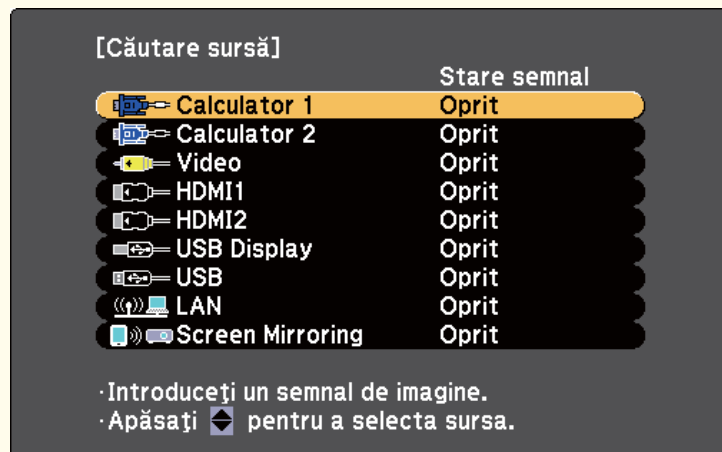 [Căutare sursă]
Stare semnal
Calculator 1 Oprit
Calculator 2 Oprit
Video Oprit
HDMI1 Oprit
HDMI2 Oprit
USB Display Oprit
USB Oprit
LAN Oprit
Screen Mirroring Oprit
·Introduceţi un semnal de imagine.
·Apăsaţi pentru a selecta sursa.